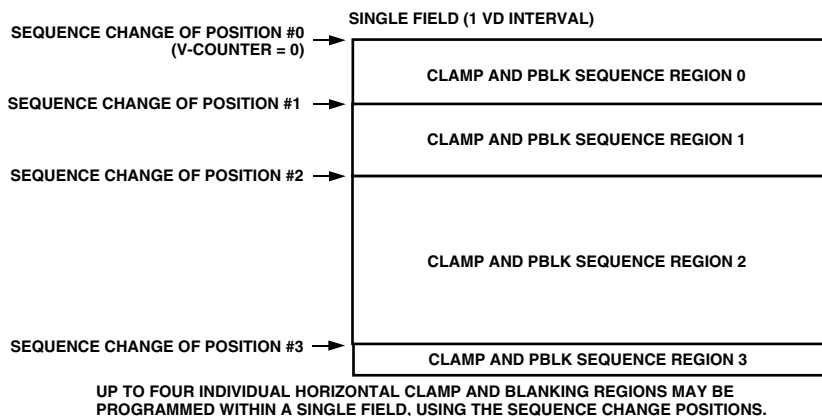 SINGLE FIELD (1 VD INTERVAL)
SEQUENCE CHANGE OF POSITION #0
(V-COUNTER = 0)
CLAMP AND PBLK SEQUENCE REGION 0
SEQUENCE CHANGE OF POSITION #1
CLAMP AND PBLK SEQUENCE REGION 1
SEQUENCE CHANGE OF POSITION #2
CLAMP AND PBLK SEQUENCE REGION 2
SEQUENCE CHANGE OF POSITION #3
CLAMP AND PBLK SEQUENCE REGION 3
UP TO FOUR INDIVIDUAL HORIZONTAL CLAMP AND BLANKING REGIONS MAY BE
PROGRAMMED WITHIN A SINGLE FIELD, USING THE SEQUENCE CHANGE POSITIONS.